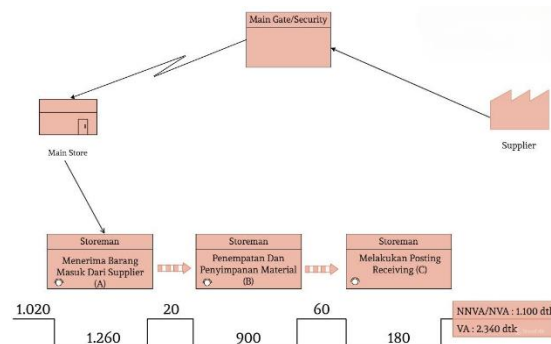 Main Gate/Security
Main Store
Supplier
Storeman
Menerima Barang
Masuk Dari Supplier
(A)
Storeman
Penempatan Dan
Penyimpanan Material
(B)
Storeman
Melakukan Posting
Receiving (C)
1.020
1.260
20
900
60
180
NNVA/NVA : 1.100 dtk
VA : 2.340 dtk